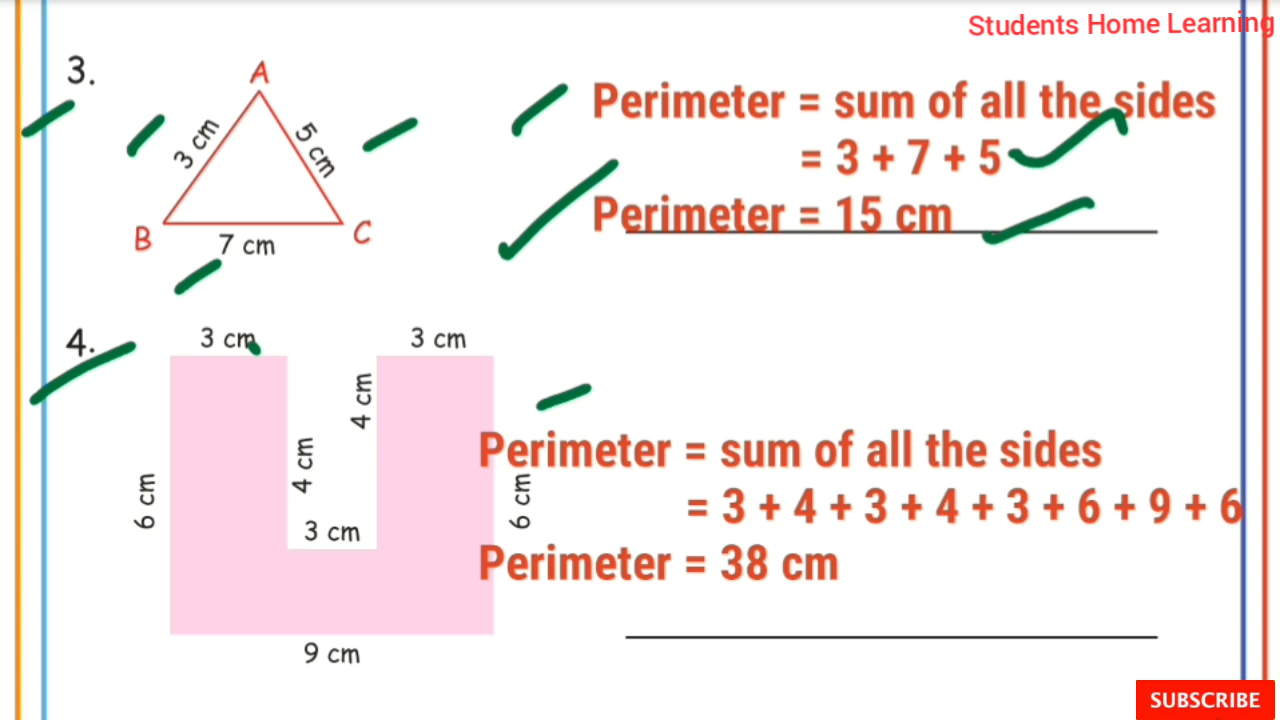 Students Home Learning
3.
A
3 cm
5 cm
B
7 cm
C
Perimeter = sum of all the sides
= 3 + 7 + 5
Perimeter = 15 cm
4.
3 cm
3 cm
4 cm
4 cm
3 cm
6 cm
6 cm
9 cm
Perimeter = sum of all the sides
= 3 + 4 + 3 + 4 + 3 + 6 + 9 + 6
Perimeter = 38 cm
SUBSCRIBE